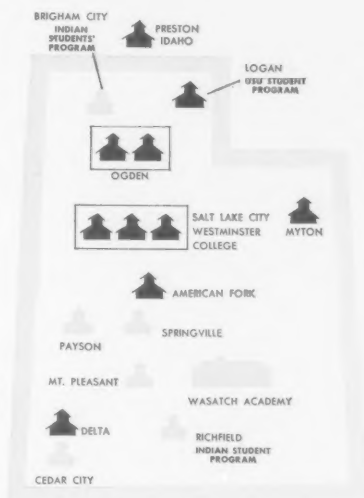 BRIGHAM CITY
INDIAN
STUDENTS'
PROGRAM
PRESTON
IDAHO
LOGAN
USU STUDENT
PROGRAM
OGDEN
SALT LAKE CITY
WESTMINSTER
COLLEGE
MYTON
AMERICAN FORK
SPRINGVILLE
PAYSON
MT. PLEASANT
WASATCH ACADEMY
DELTA
RICHFIELD
INDIAN STUDENT
PROGRAM
CEDAR CITY